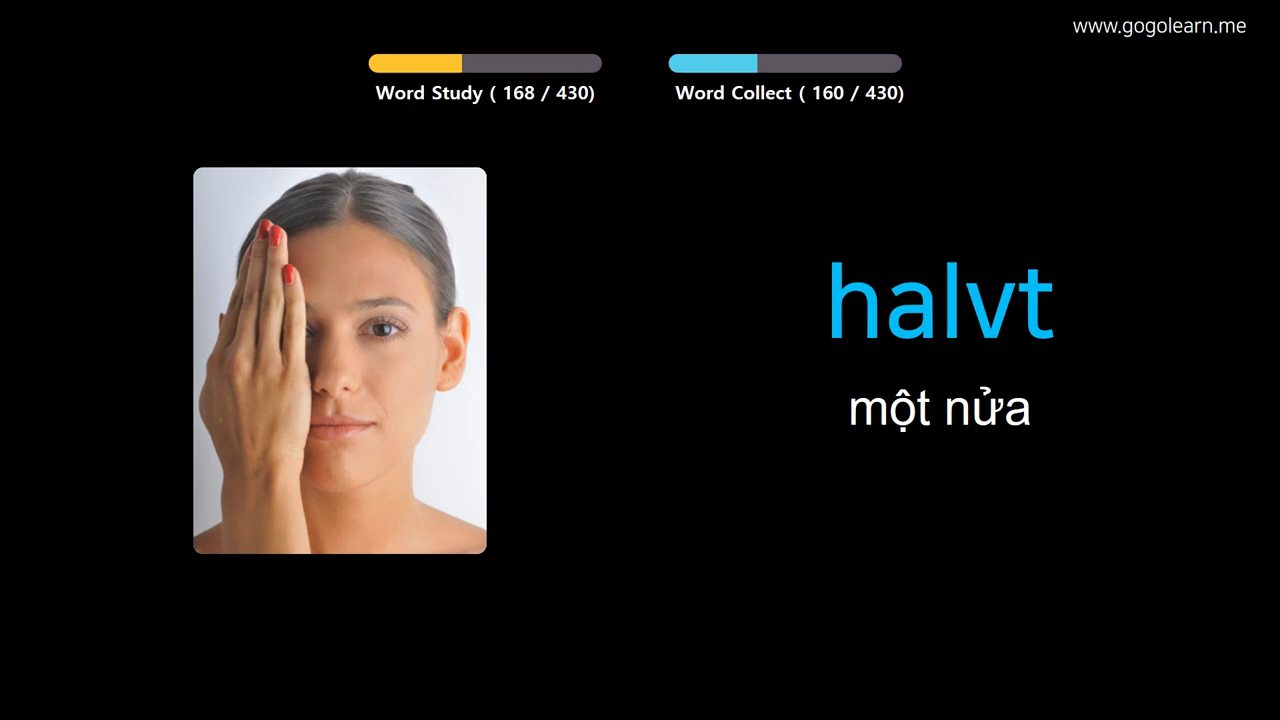 www.gogolearn.me
Word Study ( 168 / 430)
Word Collect ( 160 / 430)
halvt
một nửa